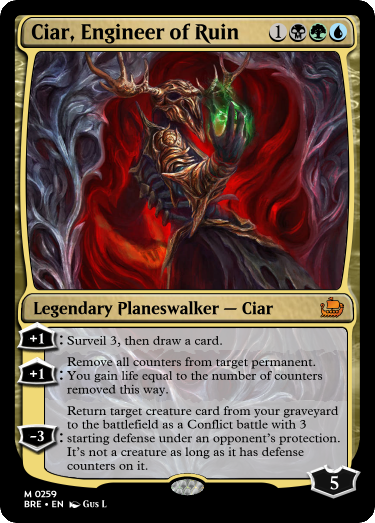 Ciar, Engineer of Ruin 1
Legendary Planeswalker — Ciar
+1: Surveil 3, then draw a card.
Remove all counters from target permanent.
+1: You gain life equal to the number of counters
removed this way.
Return target creature card from your graveyard
to the battlefield as a Conflict battle with 3
-3: starting defense under an opponent's protection.
It's not a creature as long as it has defense
counters on it.
5
M 0259
BRE • EN Gus L